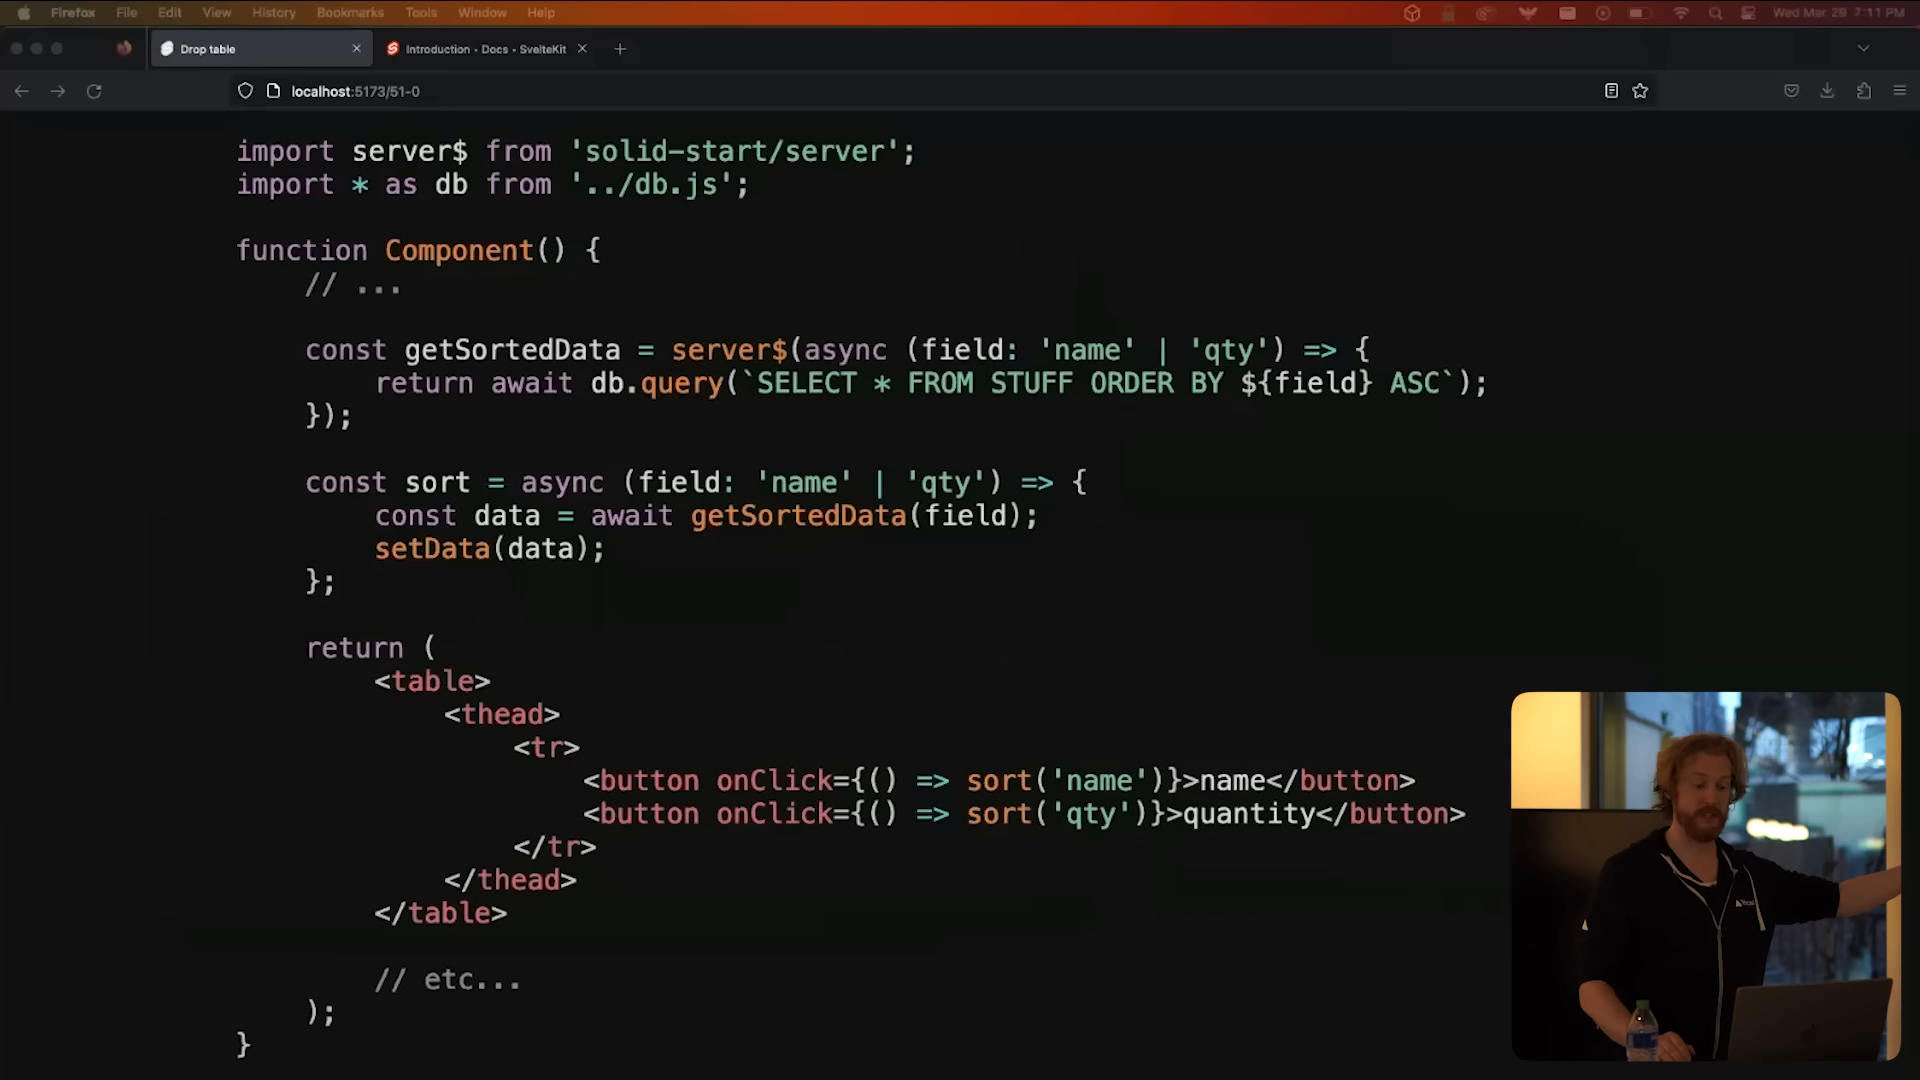 Firefox File Edit View History Bookmarks Tools Window Help Wed Mar 29 7:11 PM
Drop table Introduction • Docs • SvelteKit
localhost:5173/51-0
import server$ from 'solid-start/server';
import * as db from '../db.js';
function Component() {
// ...
const getSortedData = server$(async (field: 'name' | 'qty') => {
return await db.query(`SELECT * FROM STUFF ORDER BY ${field} ASC`);
});
const sort = async (field: 'name' | 'qty') => {
const data = await getSortedData(field);
setData(data);
};
return (
<table>
<thead>
<tr>
<button onClick={() => sort('name')}>name</button>
<button onClick={() => sort('qty')}>quantity</button>
</tr>
</thead>
</table>
// etc...
);
}